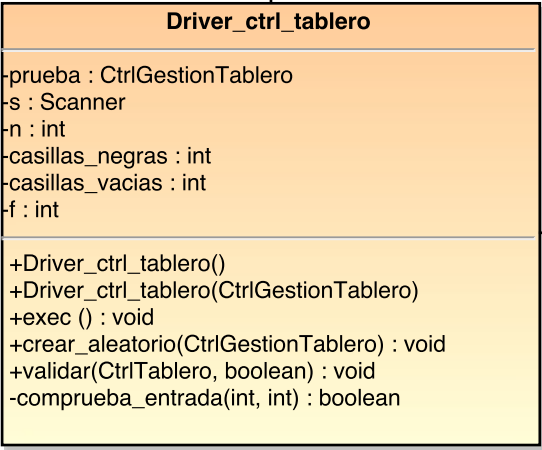 Driver_ctrl_tablero
-prueba : CtrlGestionTablero
-s : Scanner
-n : int
-casillas_negras : int
-casillas_vacias : int
-f : int
+Driver_ctrl_tablero()
+Driver_ctrl_tablero(CtrlGestionTablero)
+exec () : void
+crear_aleatorio(CtrlGestionTablero) : void
+validar(CtrlTablero, boolean) : void
-comprueba_entrada(int, int) : boolean